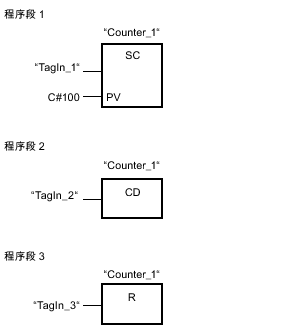 程序段 1
"Counter_1"
SC
"TagIn_1"
C#100
PV
程序段 2
"Counter_1"
"TagIn_2"
CD
程序段 3
"Counter_1"
R
"TagIn_3"